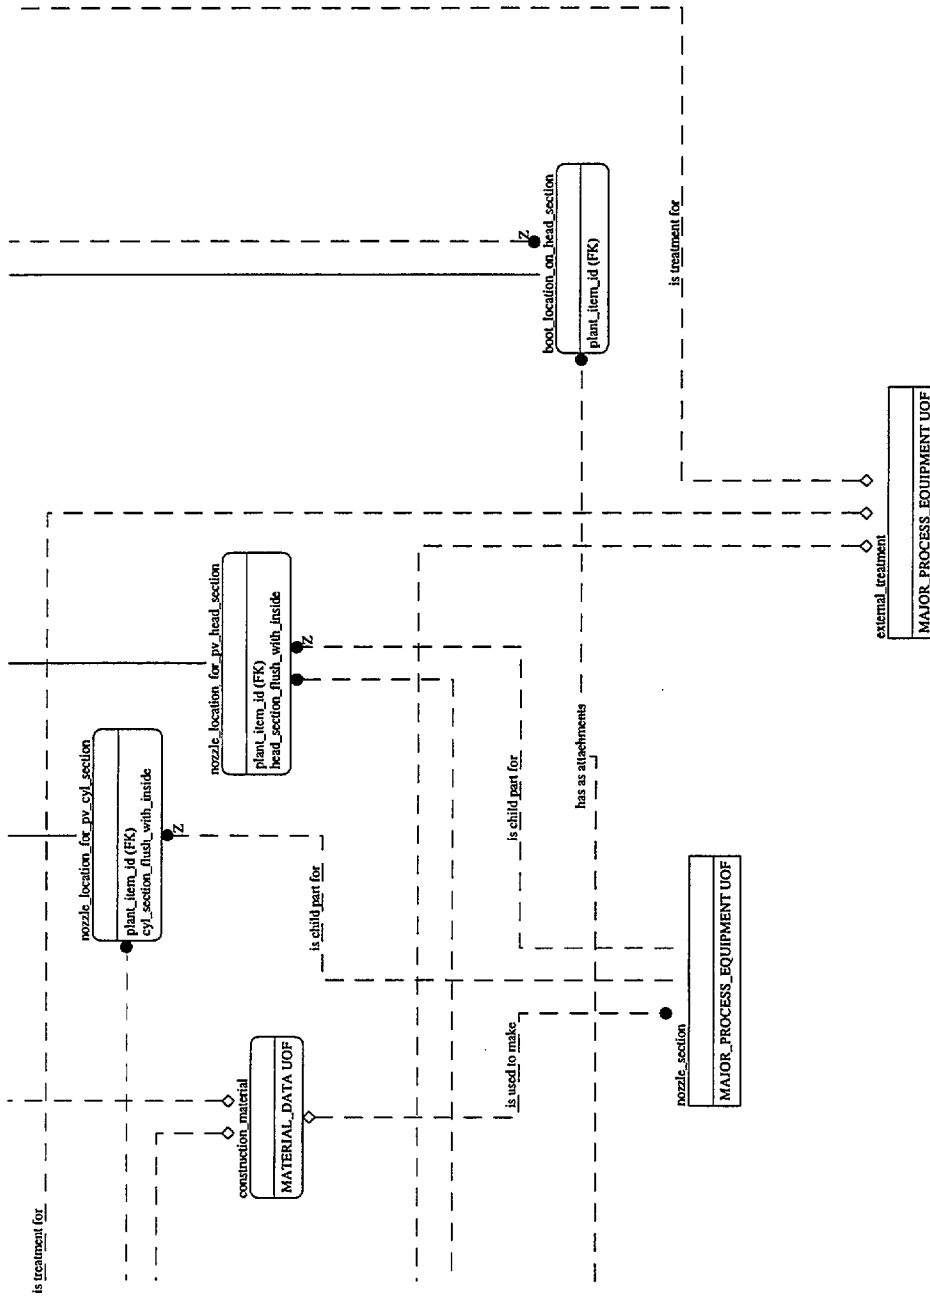 is treatment for
boot_location_on_head_section
plant_item_id (FK)
Z
external_treatment
MAJOR_PROCESS_EQUIPMENT UOF
nozzle_location_for_pv_head_section
plant_item_id (FK)
head_section_flush_with_inside
Z
has as attachments
is child part for
nozzle_location_for_pv_cyl_section
plant_item_id (FK)
cyl_section_flush_with_inside
Z
is child part for
nozzle_section
MAJOR_PROCESS_EQUIPMENT UOF
is used to make
construction_material
MATERIAL_DATA UOF
is treatment for